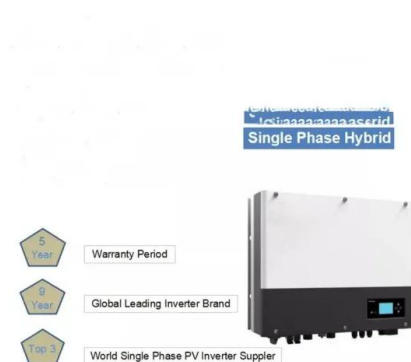 Single Phase Hybrid
5
Year
Warranty Period
9
Year
Global Leading Inverter Brand
Top 3
World Single Phase PV Inverter Suppler